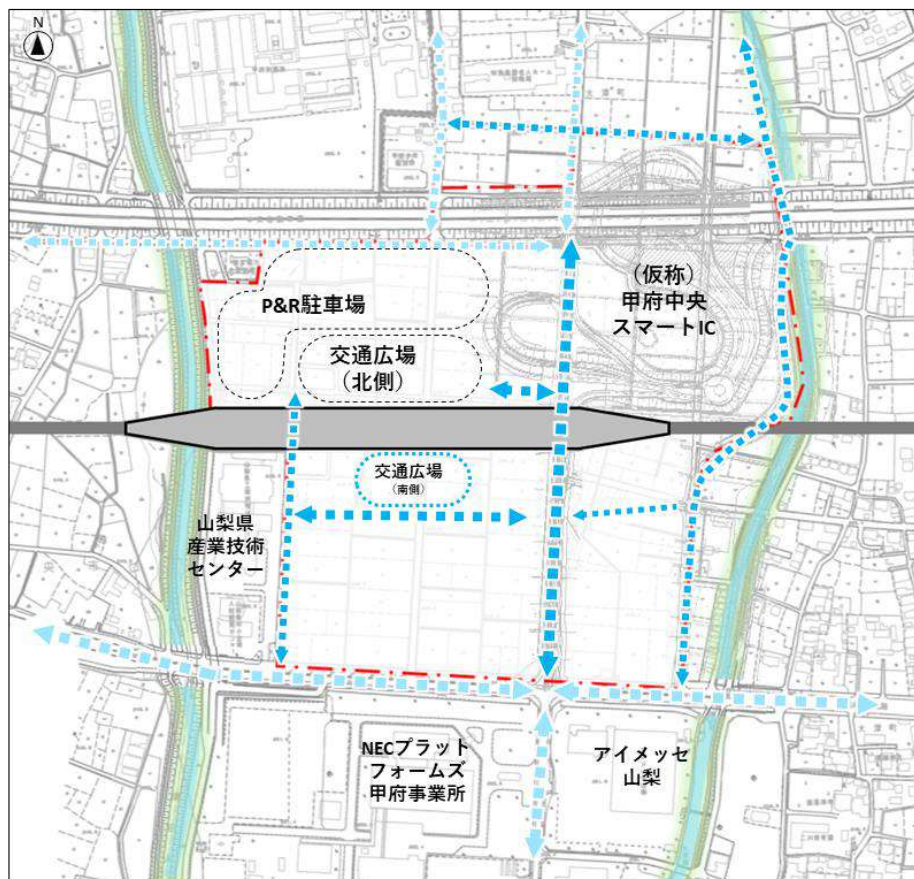 N
(仮称)
甲府中央
スマートIC
P&R駐車場
交通広場
(北側)
交通広場
(南側)
山梨県
産業技術
センター
NECプラット
フォームズ
甲府事業所
アイメッセ
山梨